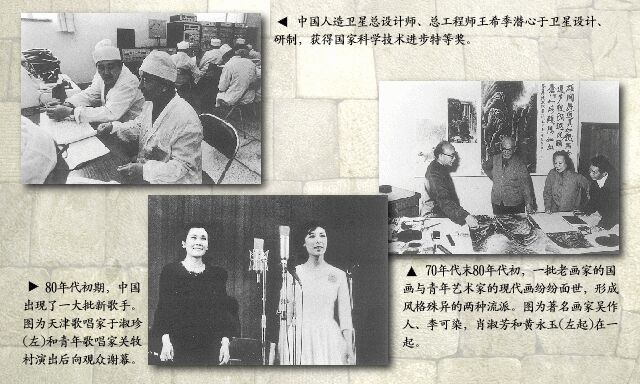 ◀ 中国人造卫星总设计师、总工程师王希季潜心于卫星设计、
研制，获得国家科学技术进步特等奖。
▲ 70年代末80年代初，一批老画家的国
画与青年艺术家的现代画纷纷面世，形成
风格殊异的两种流派。图为著名画家吴作
人、李可染，肖淑芳和黄永玉(左起)在一
起。
▶ 80年代初期，中国
出现了一大批新歌手。
图为天津歌唱家于淑珍
(左)和青年歌唱家关牧
村演出后向观众谢幕。